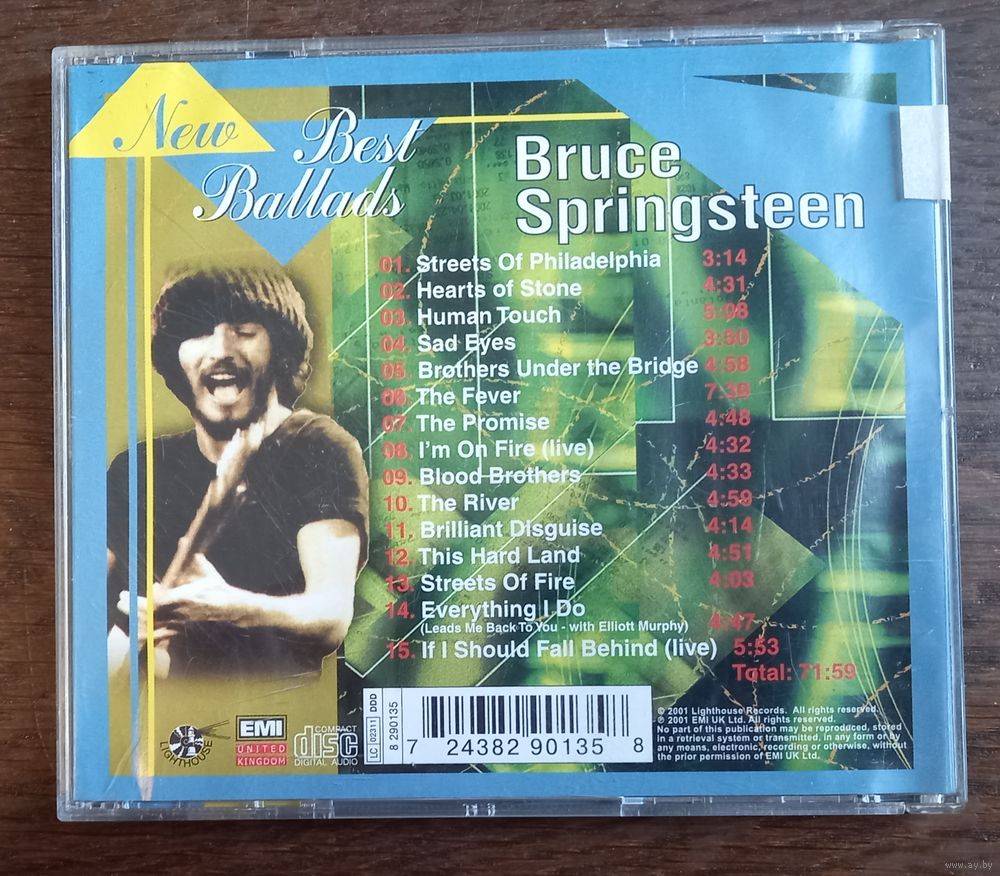 New
Best
Ballads
Bruce
Springsteen
01. Streets Of Philadelphia 3:14
02. Hearts of Stone 4:31
03. Human Touch 5:08
04. Sad Eyes 3:50
05. Brothers Under the Bridge 4:58
06. The Fever 7:39
07. The Promise 4:48
08. I'm On Fire (live) 4:32
09. Blood Brothers 4:33
10. The River 4:59
11. Brilliant Disguise 4:14
12. This Hard Land 4:51
13. Streets Of Fire 4:03
14. Everything I Do
(Leads Me Back To You - with Elliott Murphy) 4:47
15. If I Should Fall Behind (live) 5:53
Total: 71:59
LIGHTHOUSE
EMI
UNITED
KINGDOM
COMPACT
disc
DIGITAL AUDIO
LC 02311 DDD
8 290135
7 24382 90135 8
© 2001 Lighthouse Records. All rights reserved.
℗ 2001 EMI UK Ltd. All rights reserved.
No part of this publication may be reproduced, stored
in a retrieval system or transmitted, in any form or by
any means, electronic, recording or otherwise, without
the prior permission of EMI UK Ltd.
www.ay.by